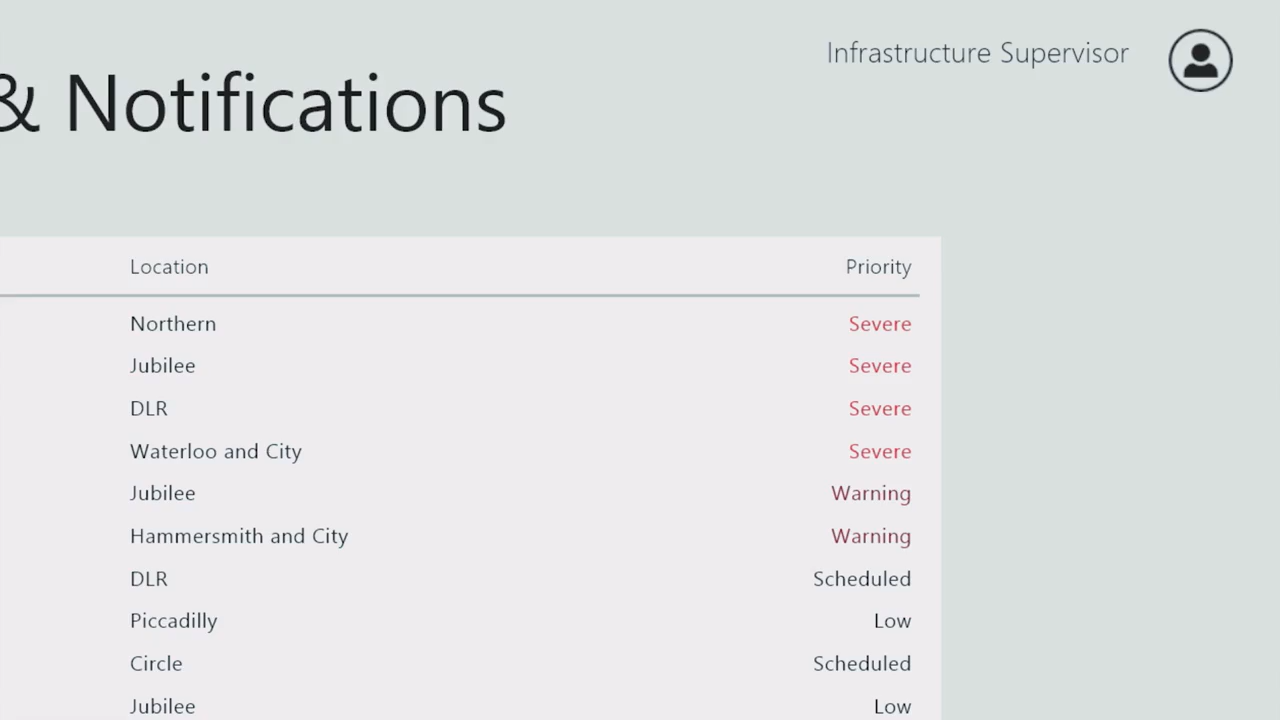 Infrastructure Supervisor
& Notifications
Location Priority
Northern Severe
Jubilee Severe
DLR Severe
Waterloo and City Severe
Jubilee Warning
Hammersmith and City Warning
DLR Scheduled
Piccadilly Low
Circle Scheduled
Jubilee Low